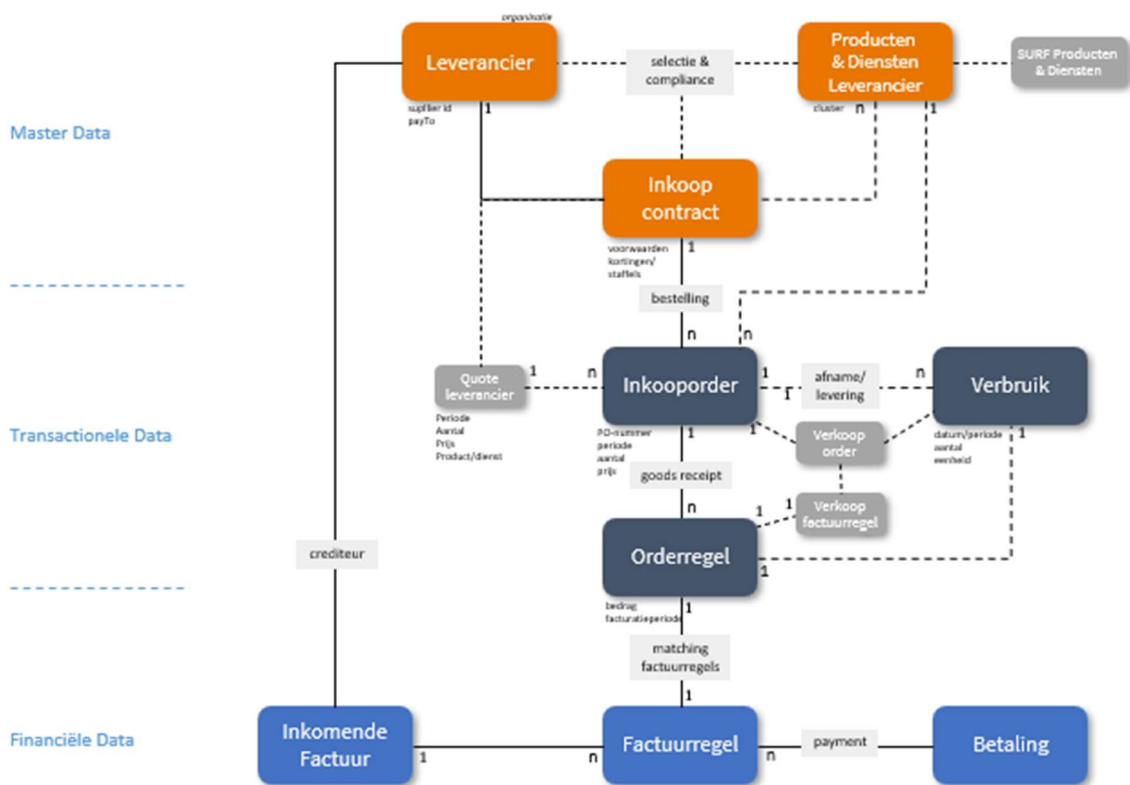 organisatie
Leverancier
selectie &
compliance
Producten
& Diensten
Leverancier
SURF Producten
& Diensten
supllier id
payTo
1
cluster
n
1
Master Data
Inkoop
contract
voorwaarden
kortingen/
staffels
1
bestelling
n
n
Quote
leverancier
1
n
Inkooporder
1
1
afname/
levering
n
Verbruik
Periode
Aantal
Prijs
Product/dienst
Transactionele Data
PO-nummer
periode
aantal
prijs
1
1
Verkoop
order
datum/periode
aantal
eenheid
1
goods receipt
n
1
1
Verkoop
factuurregel
Orderregel
1
crediteur
bedrag
facturatieperiode
1
matching
factuurregels
1
Financiële Data
Inkomende
Factuur
1
n
Factuurregel
n
payment
Betaling